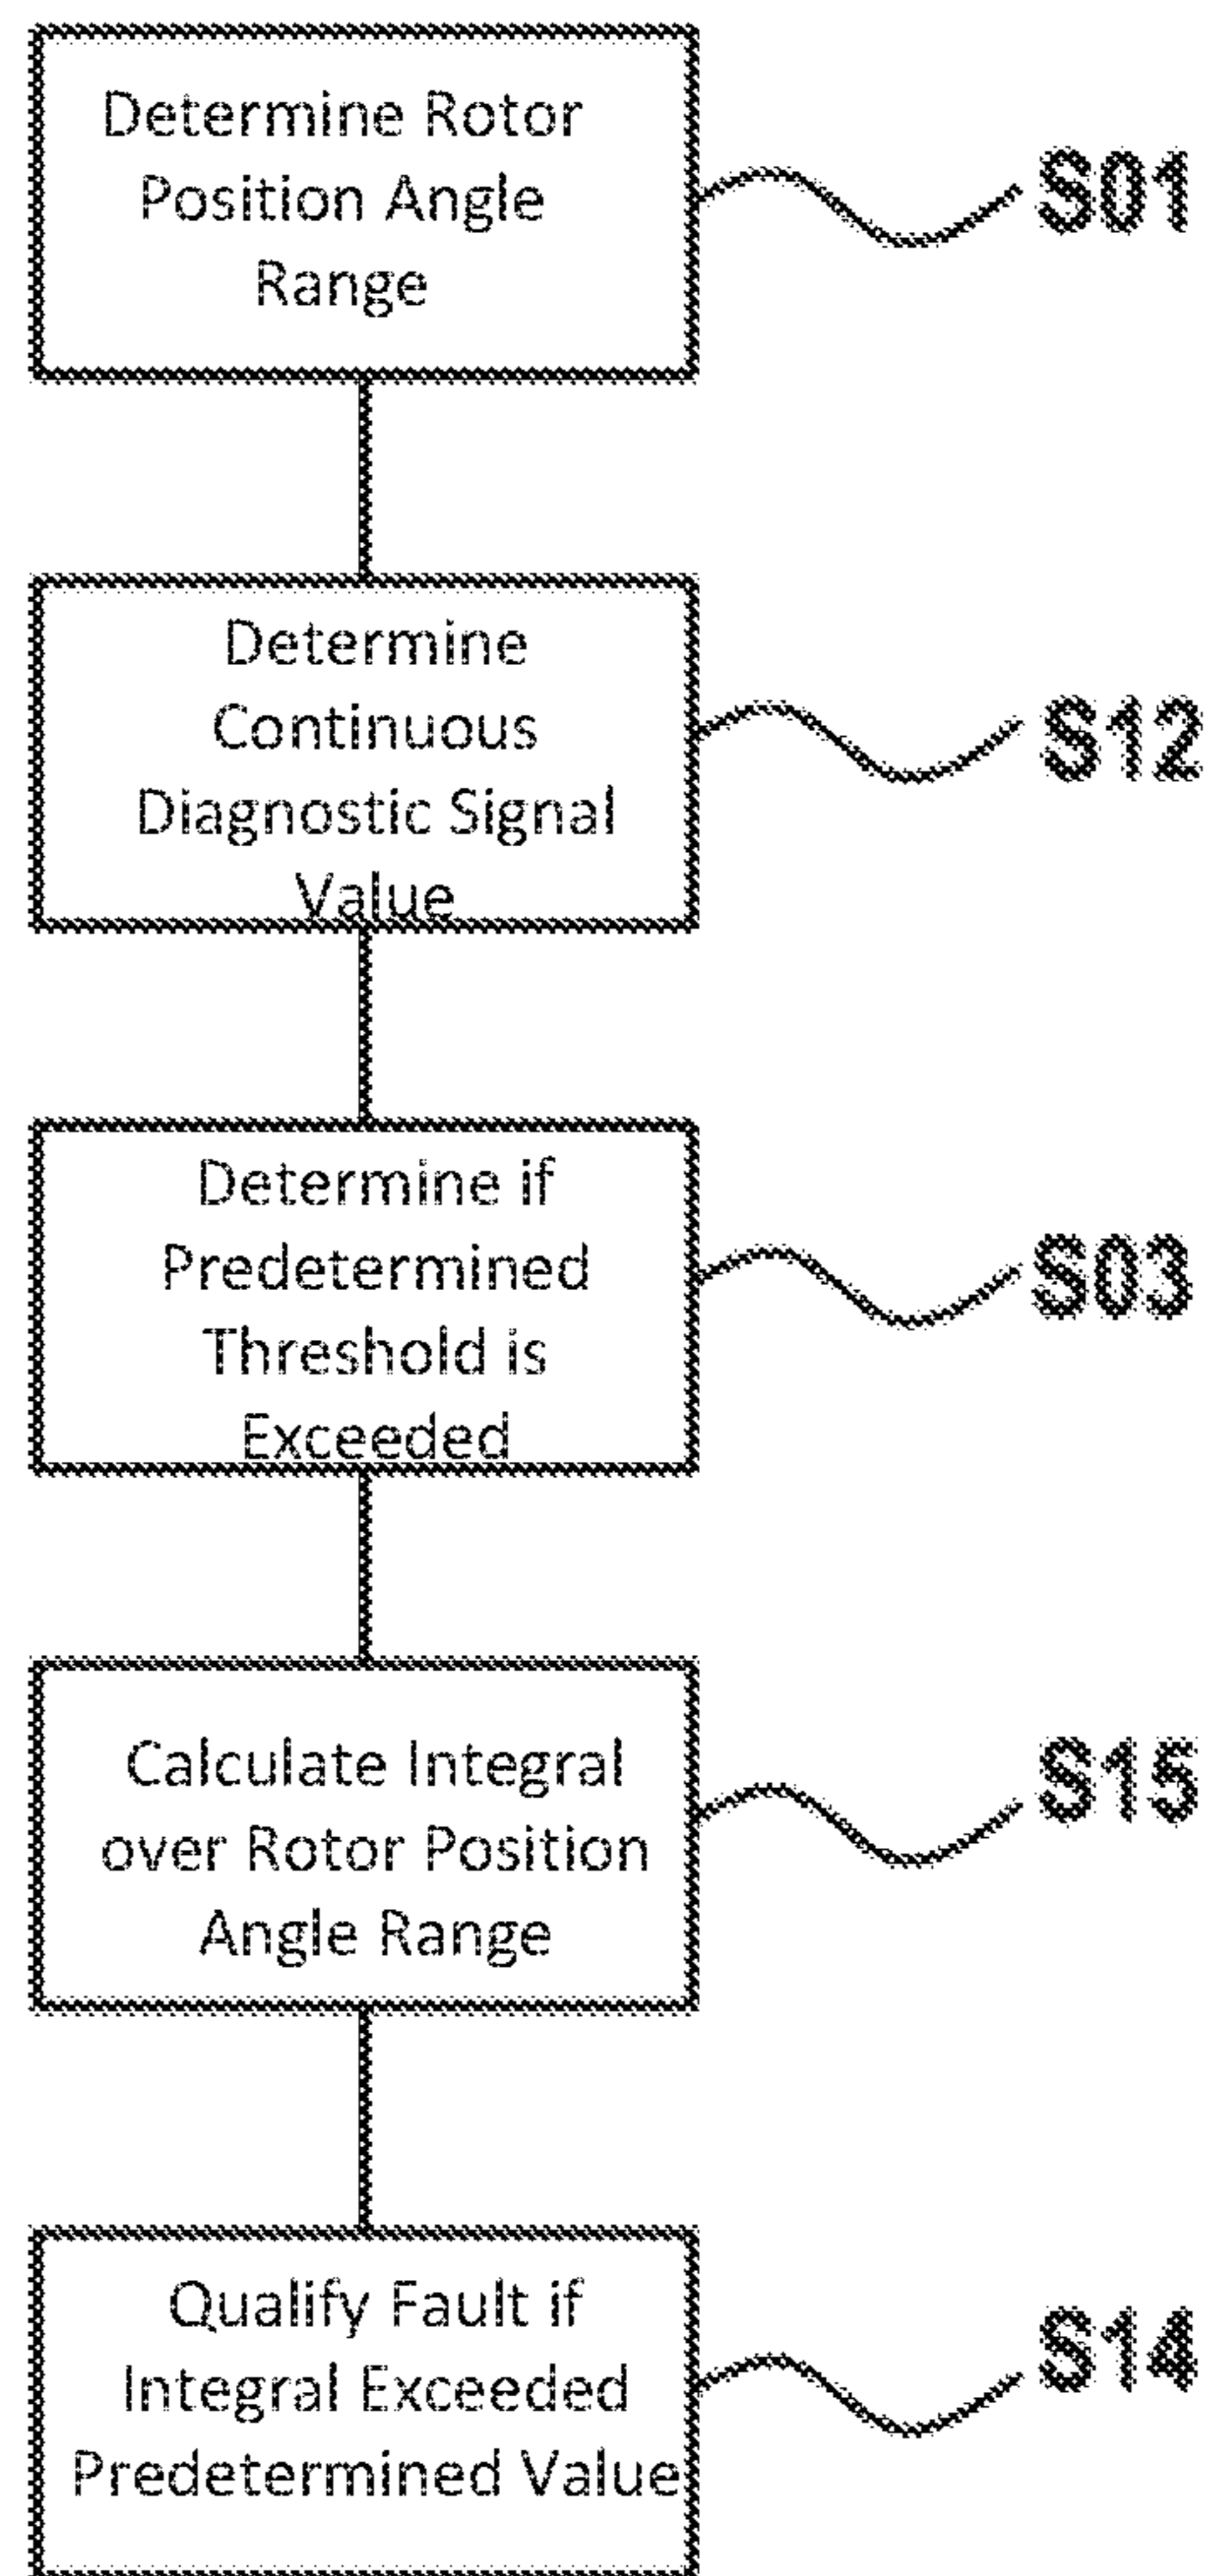 Determine Rotor
Position Angle
Range
S01
Determine
Continuous
Diagnostic Signal
Value
S12
Determine if
Predetermined
Threshold is
Exceeded
S03
Calculate Integral
over Rotor Position
Angle Range
S15
Qualify Fault if
Integral Exceeded
Predetermined Value
S14